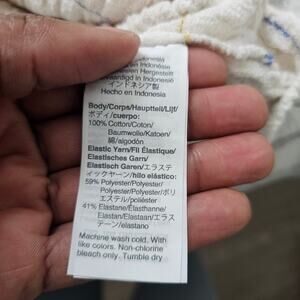 en Indonésie
in Indonesien Hergestellt
Vervaardigd in Indonesië
インドネシア製
Hecho en Indonesia
Body/Corps/Hauptteil/Lijf/
ボディ/cuerpo:
100% Cotton/Coton/
Baumwolle/Katoen/
綿/algodón
Elastic Yarn/Fil Élastique/
Elastisches Garn/
Elastisch Garen/エラステ
ィックヤーン/hilo elástico:
59% Polyester/Polyester/
Polyester/Polyester/ポリ
エステル/poliéster
41% Elastane/Élasthanne/
Elastan/Elastaan/エラス
テーン/elastano
Machine wash cold. With
like colors. Non-chlorine
bleach only. Tumble dry